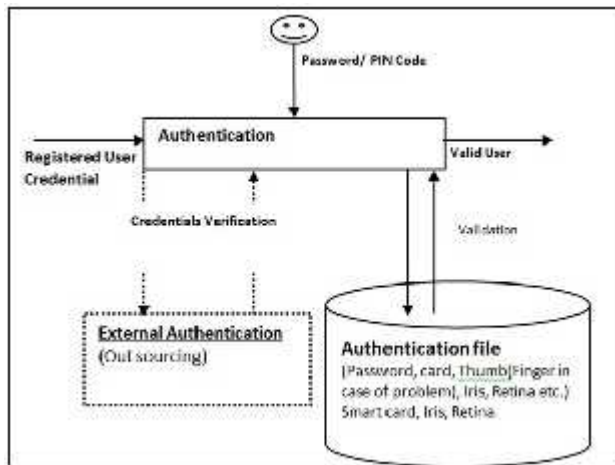 Password/ PIN Code
Authentication
Registered User
Credential
Valid User
Credentials Verification
Validation
External Authentication
(Out sourcing)
Authentication file
(Password, card, Thumb(Finger in
case of problem), Iris, Retina etc.)
Smart card, Iris, Retina